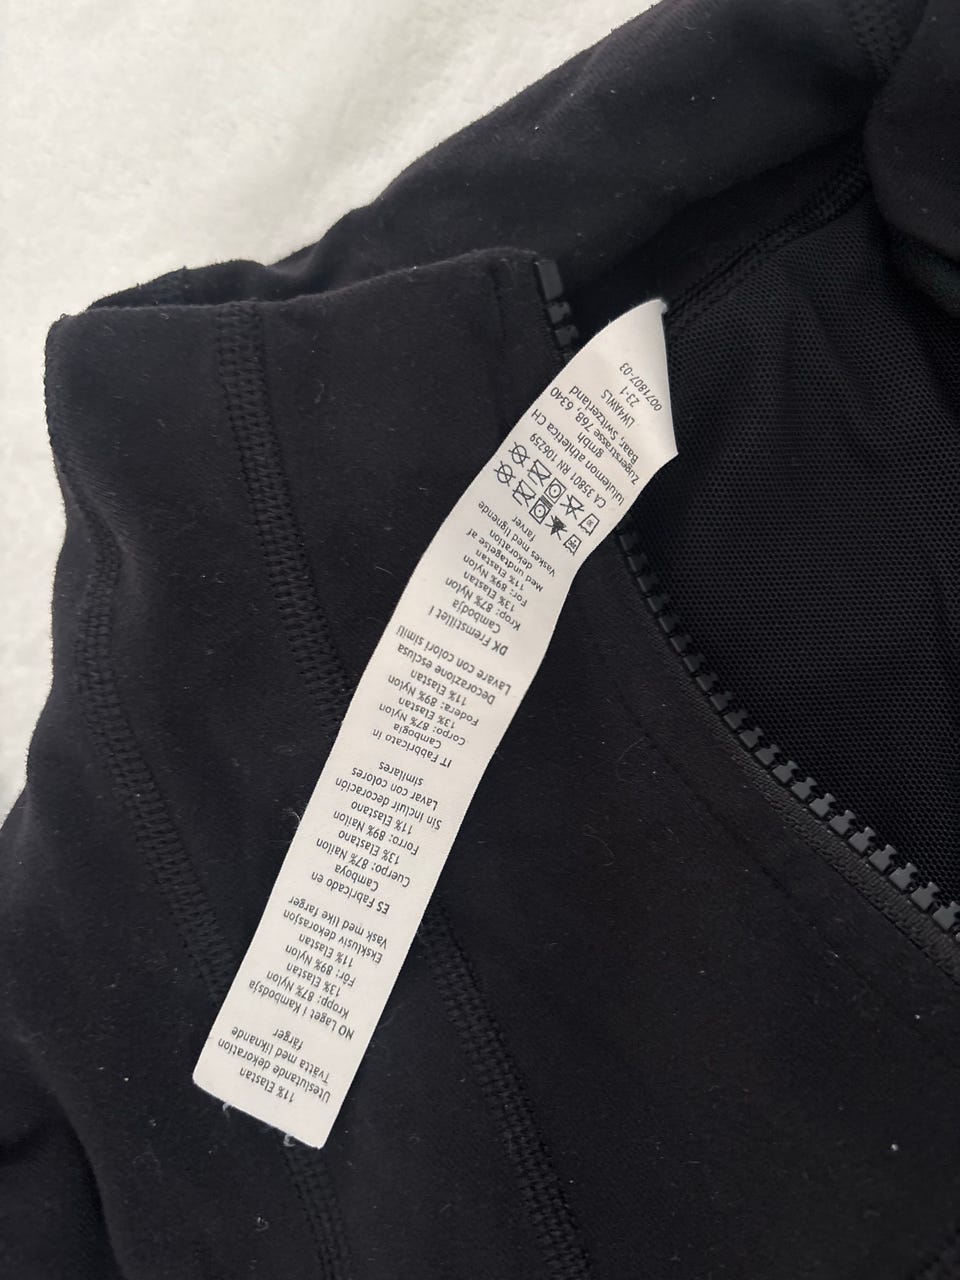 11% Elastan
Uteslutande dekoration
Tvätta med liknande
färger
NO Laget i Kambodsja
Kropp: 87% Nylon
13% Elastan
Fôr: 89% Nylon
11% Elastan
Eksklusiv dekorasjon
Vask med like farger
ES Fabricado en
Camboya
Cuerpo: 87% Nailon
13% Elastano
Forro: 89% Nailon
11% Elastano
Sin incluir decoración
Lavar con colores
similares
IT Fabbricato in
Cambogia
Corpo: 87% Nylon
13% Elastan
Fodera: 89% Nylon
11% Elastan
Decorazione esclusa
Lavare con colori simili
DK Fremstillet i
Cambodja
Krop: 87% Nylon
13% Elastan
For: 89% Nylon
11% Elastan
med undtagelse af
dekoration
Vaskes med lignende
farver
CA 35801 RN 106259
lululemon athletica CH
gmbh
Zugerstrasse 76B, 6340
Baar, Switzerland
LW4AWLS
23-1
0071807-03